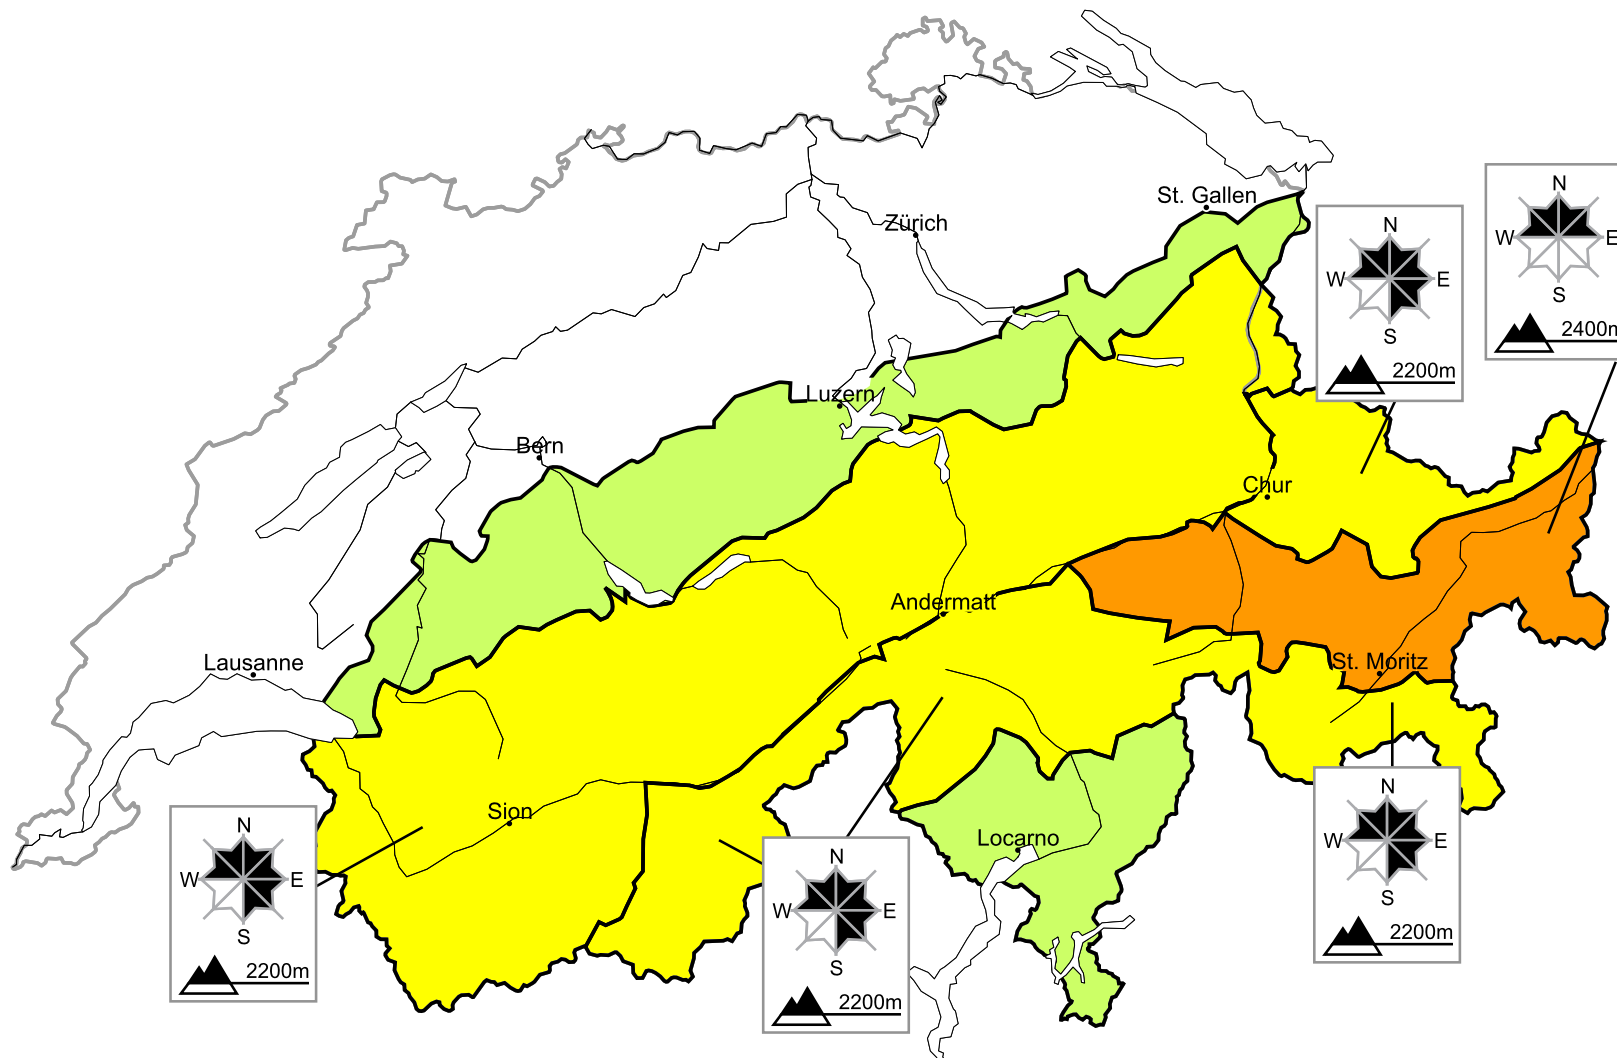 St. Gallen
Zürich
N
W E
S
2200m
N
W E
S
2400m
Luzern
Bern
Chur
Andermatt
Lausanne
St. Moritz
Sion
Locarno
N
W E
S
2200m
N
W E
S
2200m
N
W E
S
2200m